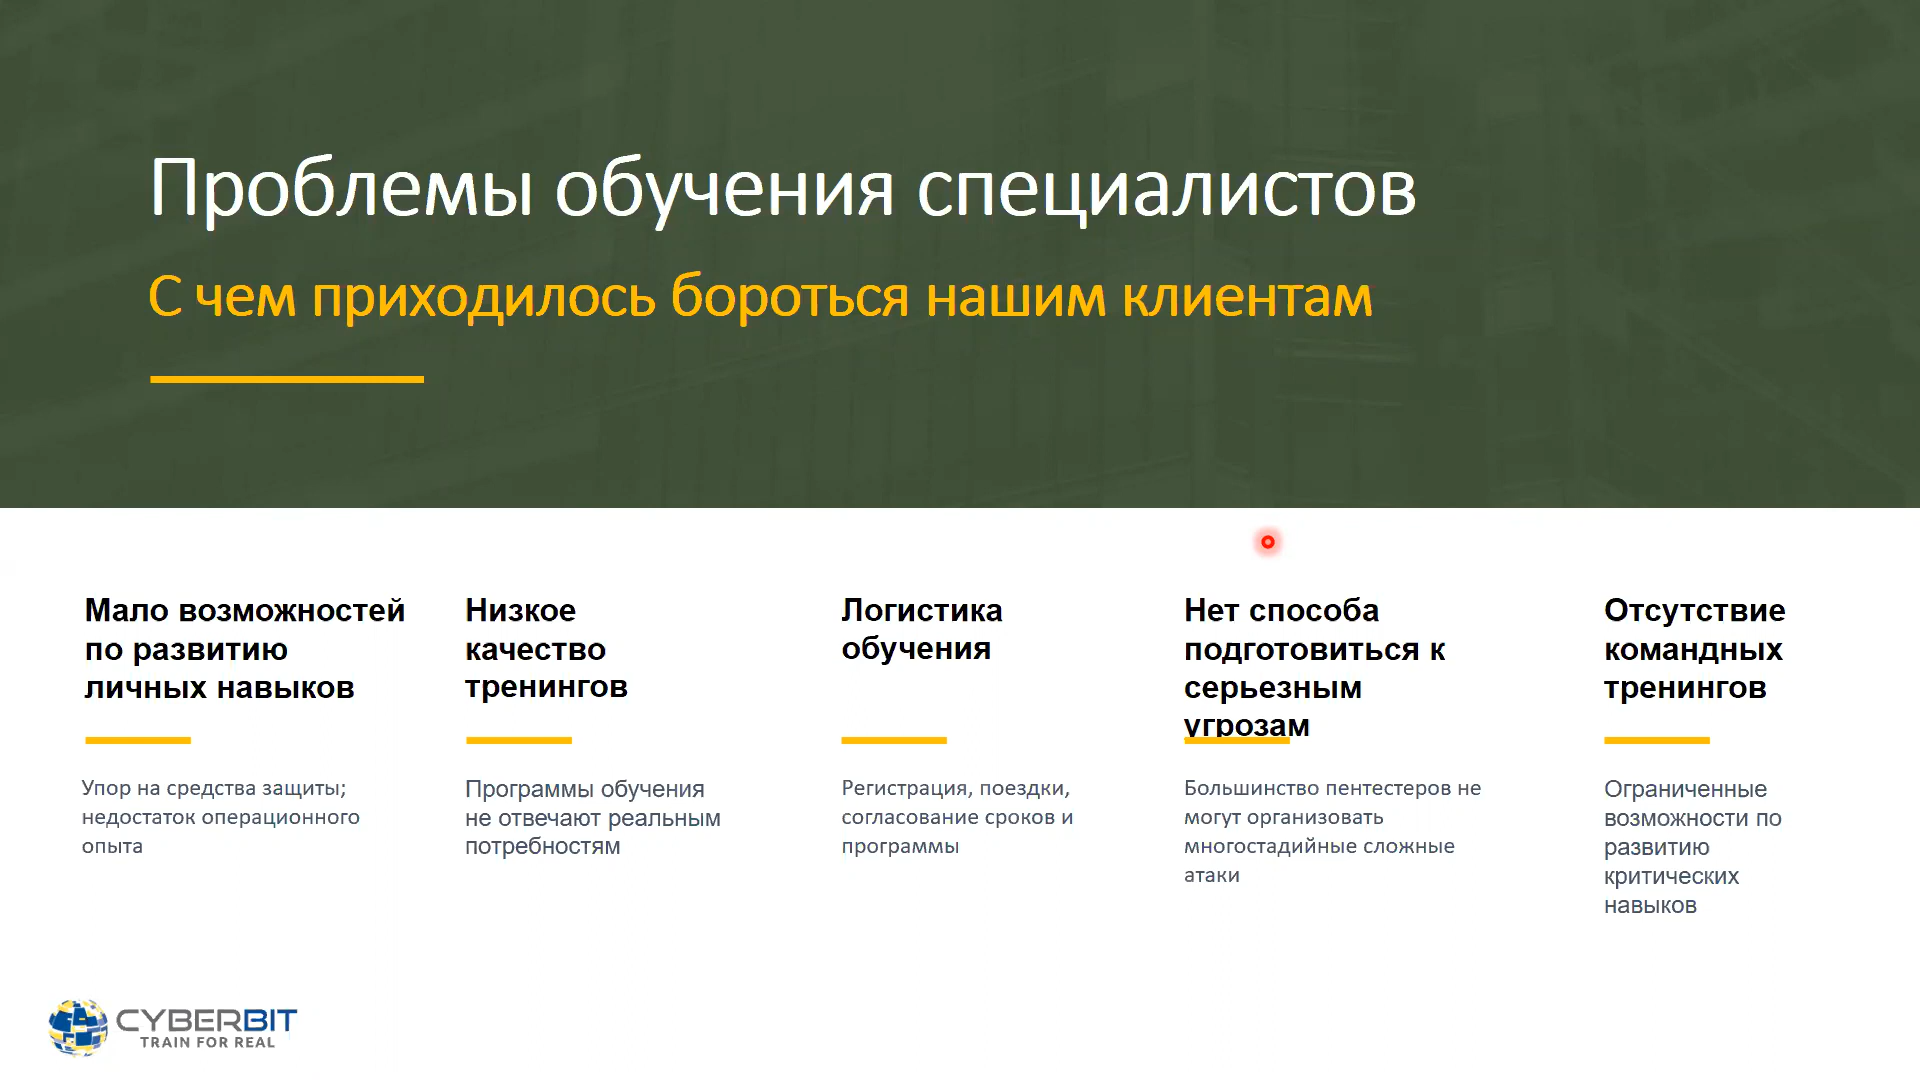 Проблемы обучения специалистов
С чем приходилось бороться нашим клиентам
Мало возможностей
по развитию
личных навыков
Упор на средства защиты;
недостаток операционного
опыта
Низкое
качество
тренингов
Программы обучения
не отвечают реальным
потребностям
Логистика
обучения
Регистрация, поездки,
согласование сроков и
программы
Нет способа
подготовиться к
серьезным
угрозам
Большинство пентестеров не
могут организовать
многостадийные сложные
атаки
Отсутствие
командных
тренингов
Ограниченные
возможности по
развитию
критических
навыков
CYBERBIT
TRAIN FOR REAL